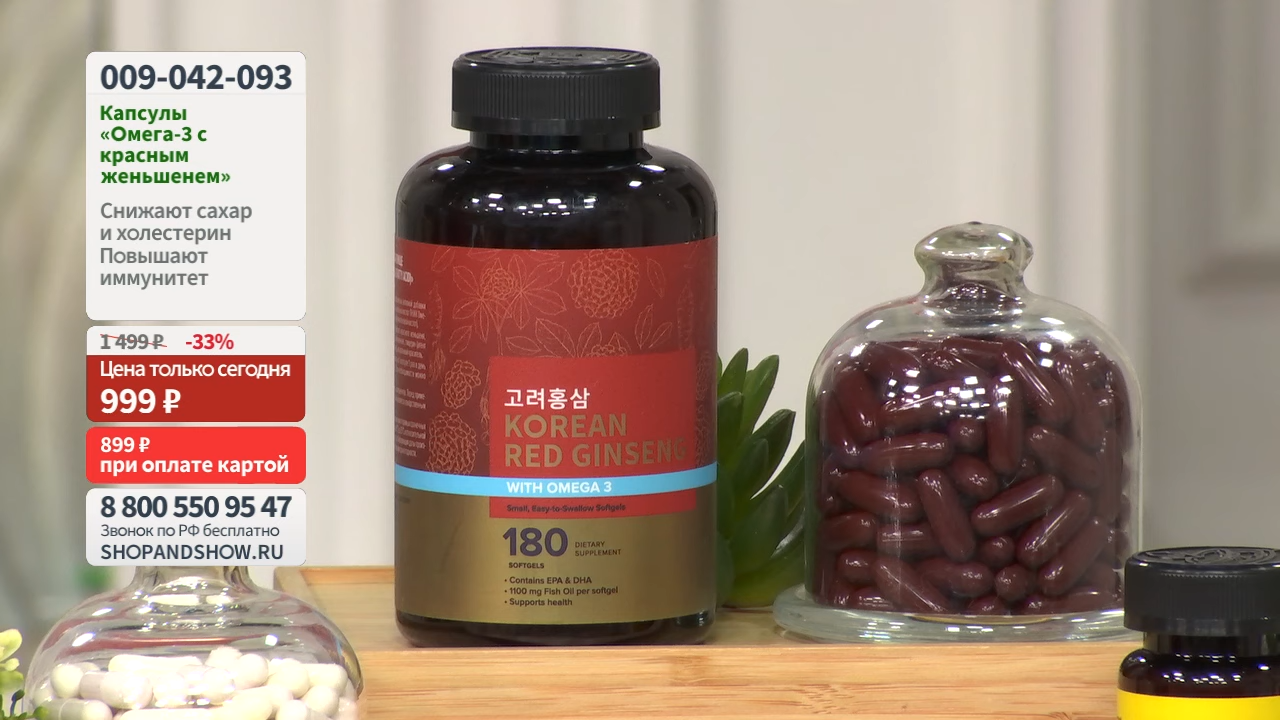 009-042-093
Капсулы
«Омега-3 с
красным
женьшенем»
Снижают сахар
и холестерин
Повышают
иммунитет
1 499 ₽ -33%
Цена только сегодня
999 ₽
899 ₽
при оплате картой
8 800 550 95 47
Звонок по РФ бесплатно
SHOPANDSHOW.RU
고려홍삼
KOREAN
RED GINSENG
WITH OMEGA 3
Small, Easy-to-Swallow Softgels
180 DIETARY
SUPPLEMENT
SOFTGELS
• Contains EPA & DHA
• 1100 mg Fish Oil per softgel
• Supports health